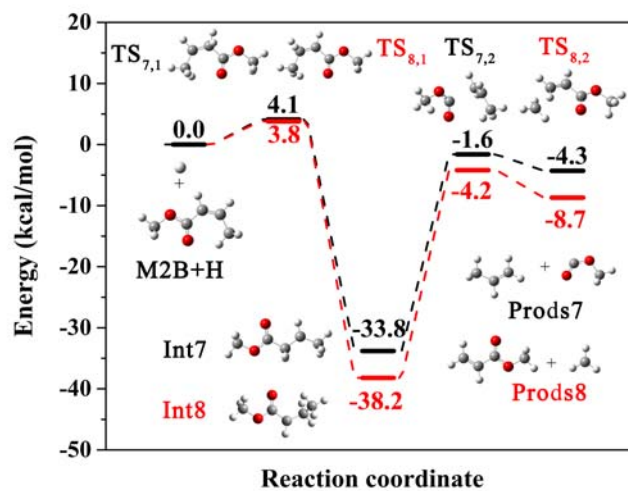 20
10
0
-10
-20
-30
-40
-50
Energy (kcal/mol)
Reaction coordinate
TS7,1
TS8,1
TS7,2
TS8,2
0.0
4.1
3.8
-1.6
-4.3
-4.2
-8.7
+
M2B+H
Int7
-33.8
Int8
-38.2
+
Prods7
+
Prods8